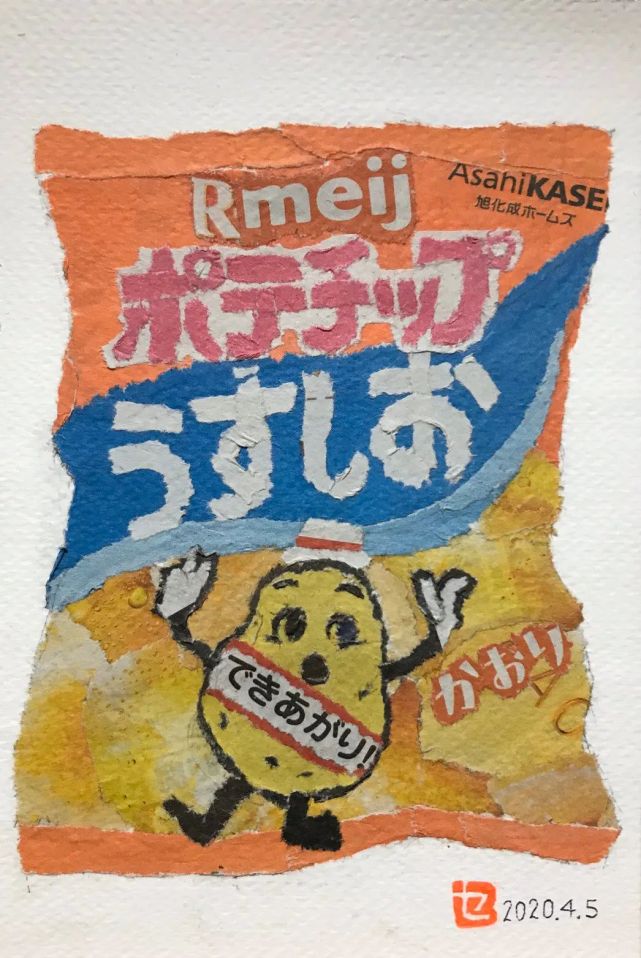 Rmeij
AsahiKASE
旭化成ホームズ
ポテチップ
うすしお
できあがり!!
かおり
2020.4.5